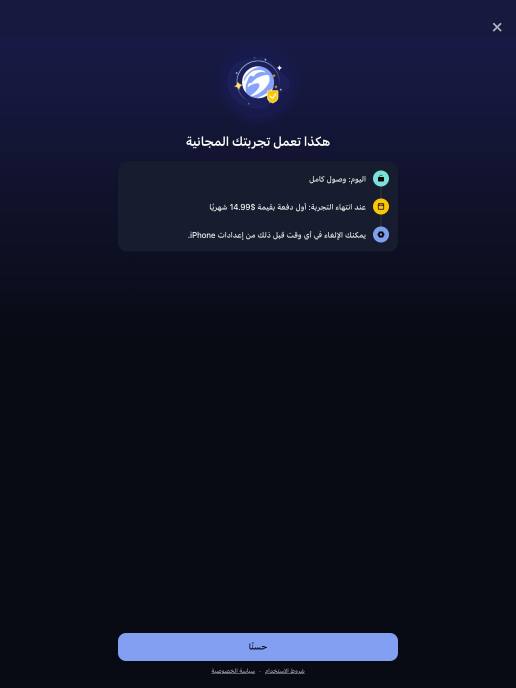 هكذا تعمل تجربتك المجانية
اليوم: وصول كامل
عند انتهاء التجربة: أول دفعة بقيمة 14.99$ شهريًا
يمكنك الإلغاء في أي وقت قبل ذلك من إعدادات iPhone.
حسنًا
شروط الاستخدام - سياسة الخصوصية